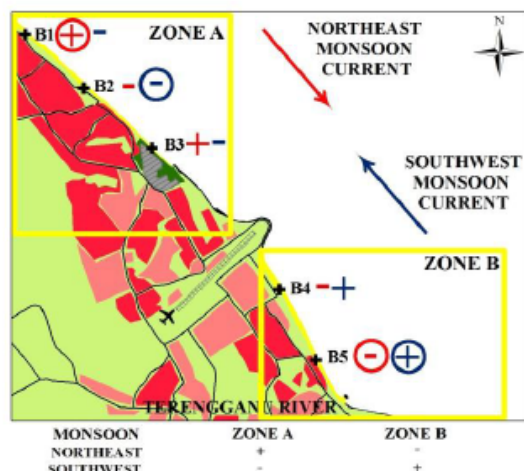 B1 + -
ZONE A
NORTHEAST
MONSOON
CURRENT
N
B2 - -
B3 + -
SOUTHWEST
MONSOON
CURRENT
ZONE B
B4 - +
B5 - +
TERENGGANU RIVER
MONSOON ZONE A ZONE B
NORTHEAST + -
SOUTHWEST - +